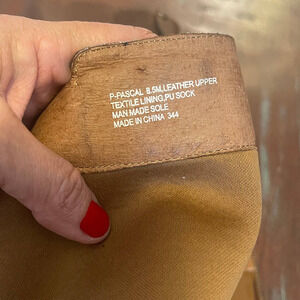 P-PASCAL 8.5M,LEATHER UPPER
TEXTILE LINING,PU SOCK
MAN MADE SOLE
MADE IN CHINA 344